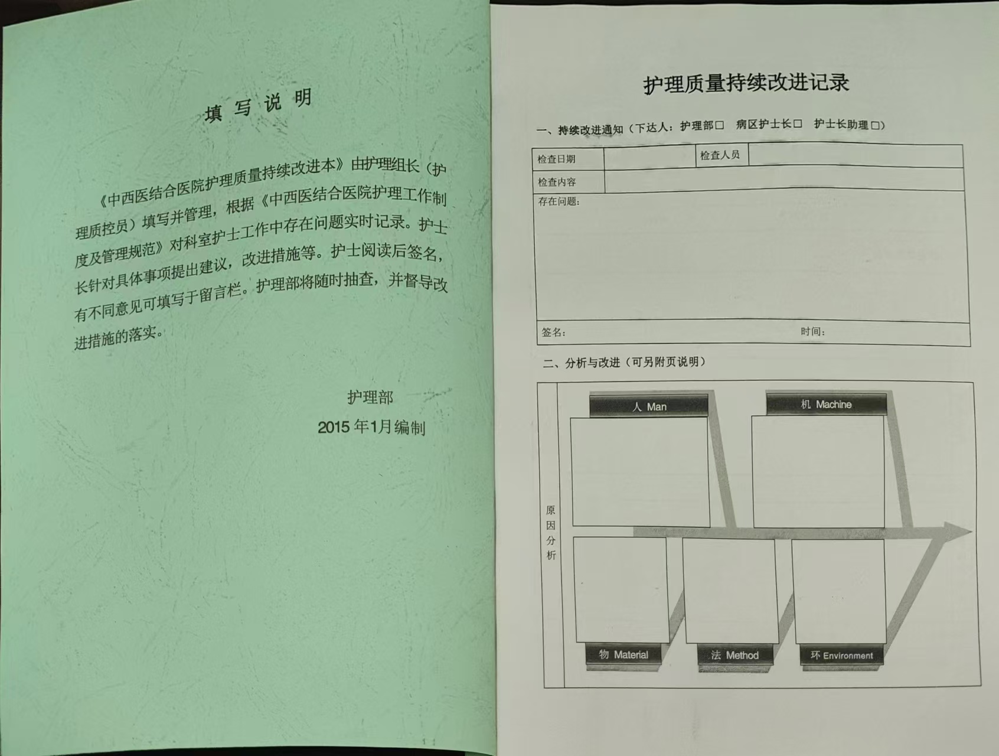 填写说明
《中西医结合医院护理质量持续改进本》由护理组长（护
理质控员）填写并管理，根据《中西医结合医院护理工作制
度及管理规范》对科室护士工作中存在问题实时记录。护士
长针对具体事项提出建议，改进措施等。护士阅读后签名，
有不同意见可填写于留言栏。护理部将随时抽查，并督导改
进措施的落实。
护理部
2015年1月编制
护理质量持续改进记录
一、持续改进通知（下达人：护理部□ 病区护士长□ 护士长助理□）
检查日期 检查人员
检查内容
存在问题：
签名： 时间：
二、分析与改进（可另附页说明）
原因分析
人 Man 机 Machine
物 Material 法 Method 环 Environment